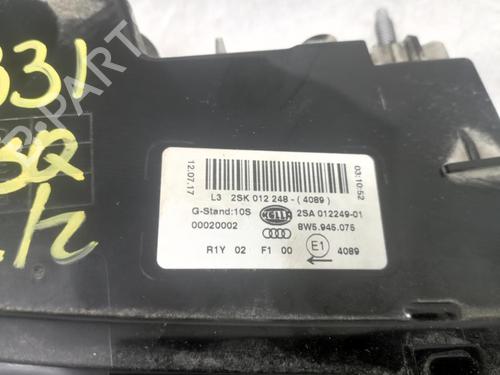 331
12.07.17
03:10:52
L3 2SK 012 248-(4089)
G-Stand:10S HELLA 2SA 012249-01
00020002 8W5.945.075
R1Y 02 F1 00 E1 4089